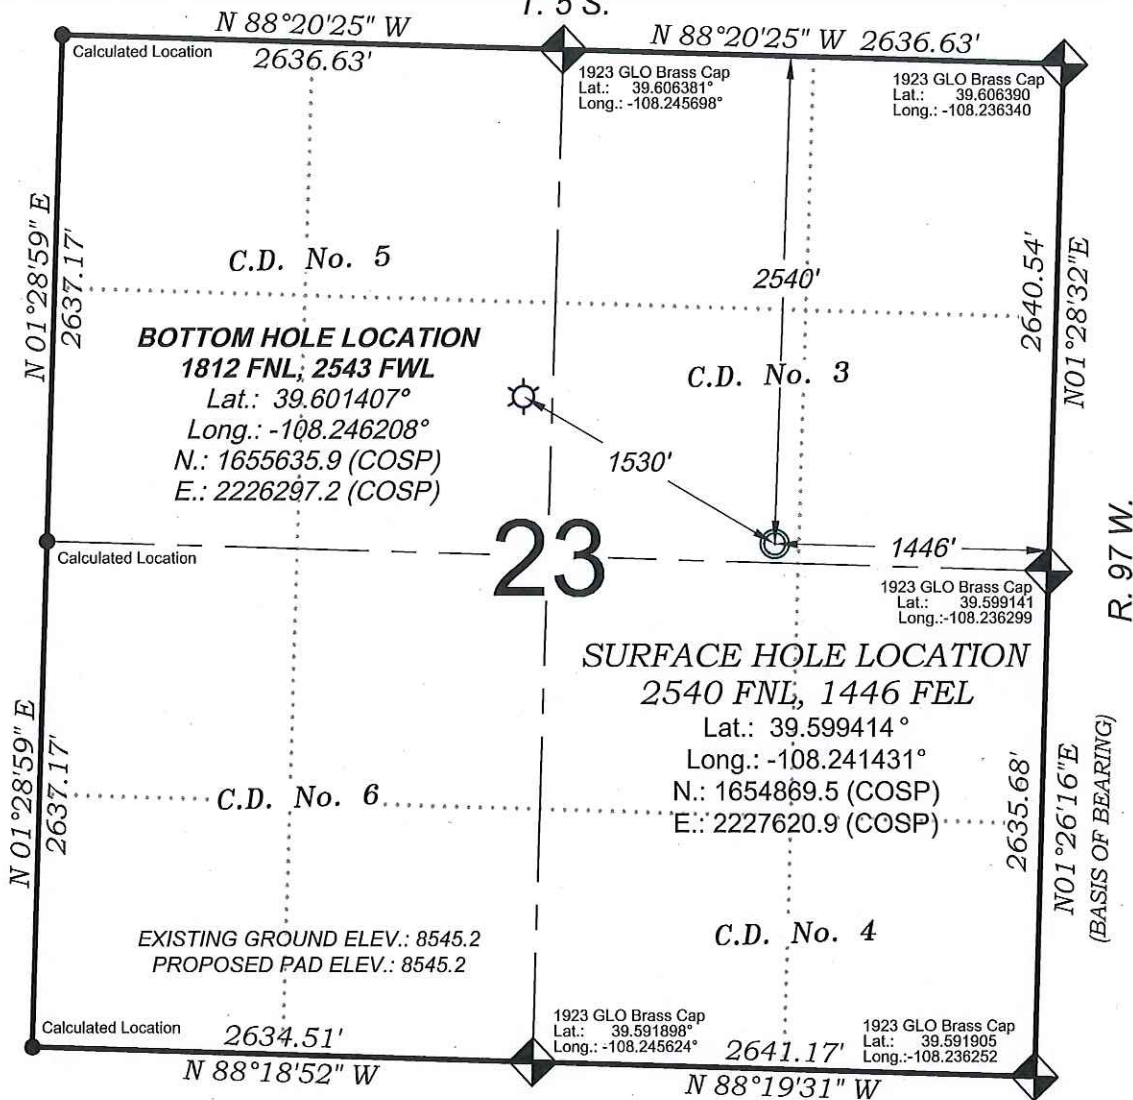 T. 5 S.
N 88°20'25" W
2636.63'
N 88°20'25" W 2636.63'
Calculated Location
1923 GLO Brass Cap
Lat.: 39.606381°
Long.: -108.245698°
1923 GLO Brass Cap
Lat.: 39.606390
Long.: -108.236340
N 01°28'59" E
2637.17'
C.D. No. 5
2540'
2640.54'
N01°28'32"E
BOTTOM HOLE LOCATION
1812 FNL, 2543 FWL
Lat.: 39.601407°
Long.: -108.246208°
N.: 1655635.9 (COSP)
E.: 2226297.2 (COSP)
C.D. No. 3
1530'
1446'
R. 97 W.
Calculated Location
23
1923 GLO Brass Cap
Lat.: 39.599141
Long.:-108.236299
SURFACE HOLE LOCATION
2540 FNL, 1446 FEL
Lat.: 39.599414°
Long.: -108.241431°
N.: 1654869.5 (COSP)
E.: 2227620.9 (COSP)
N 01°28'59" E
2637.17'
C.D. No. 6
2635.68'
N01°26'16"E
(BASIS OF BEARING)
C.D. No. 4
EXISTING GROUND ELEV.: 8545.2
PROPOSED PAD ELEV.: 8545.2
Calculated Location
2634.51'
N 88°18'52" W
1923 GLO Brass Cap
Lat.: 39.591898°
Long.: -108.245624°
2641.17'
N 88°19'31" W
1923 GLO Brass Cap
Lat.: 39.591905
Long.:-108.236252